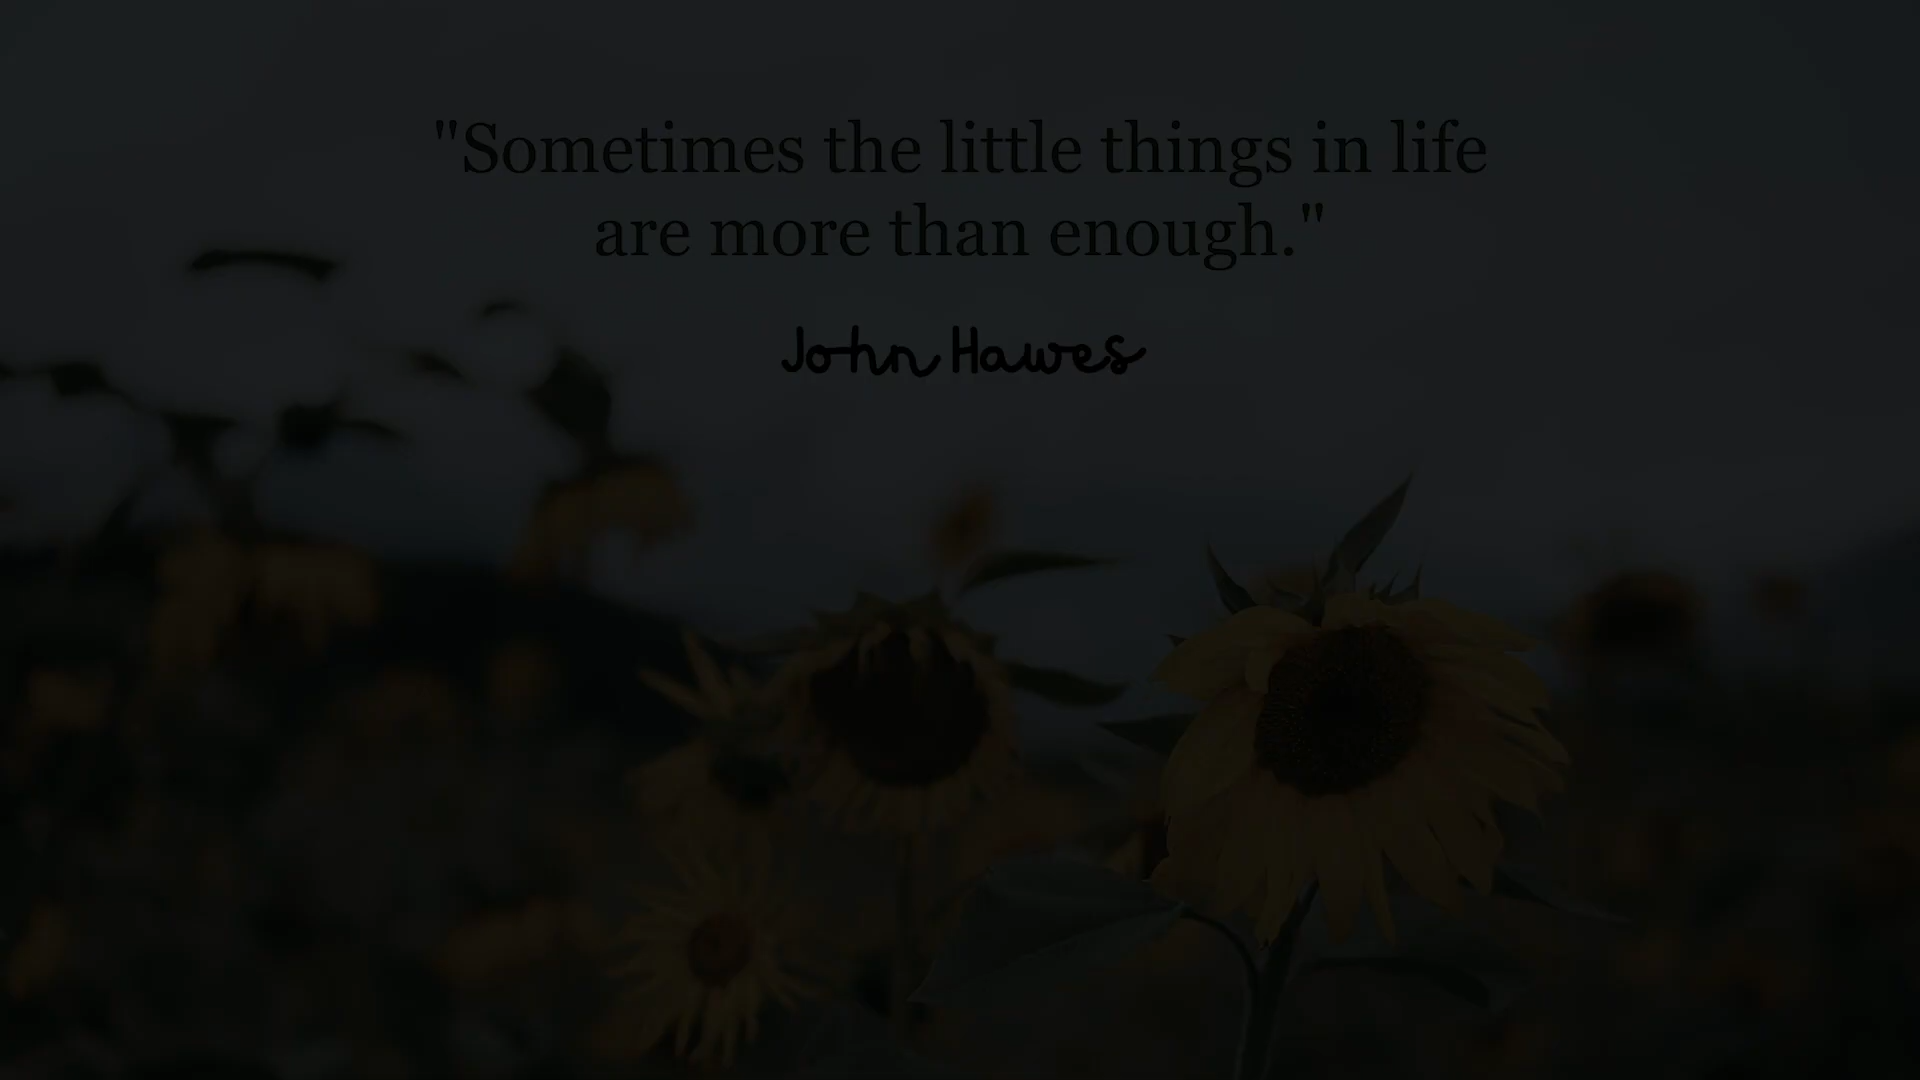 "Sometimes the little things in life
are more than enough."
John Hawes